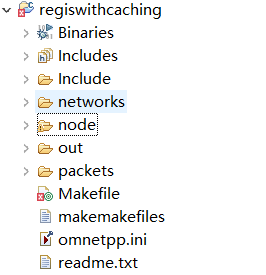 regiswithcaching
Binaries
Includes
Include
networks
node
out
packets
Makefile
makemakefiles
omnetpp.ini
readme.txt